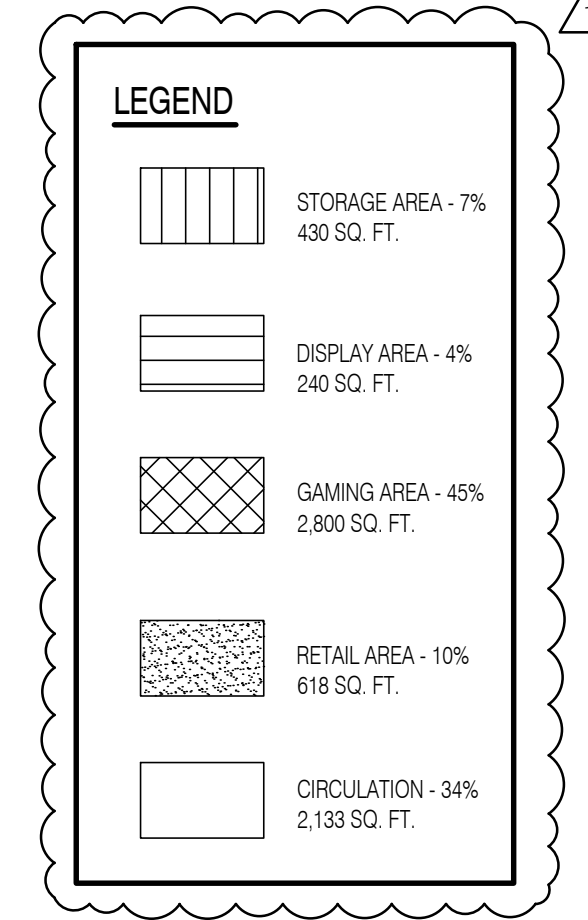 LEGEND
STORAGE AREA - 7%
430 SQ. FT.
DISPLAY AREA - 4%
240 SQ. FT.
GAMING AREA - 45%
2,800 SQ. FT.
RETAIL AREA - 10%
618 SQ. FT.
CIRCULATION - 34%
2,133 SQ. FT.